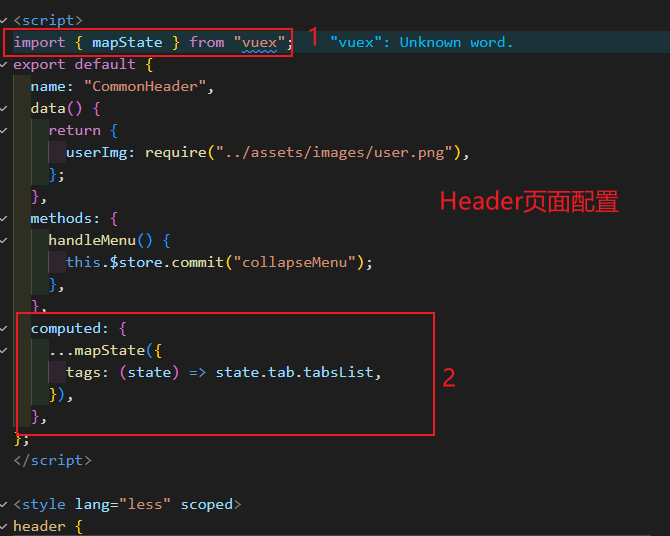 <script>
import { mapState } from "vuex"; 1 "vuex": Unknown word.
export default {
name: "CommonHeader",
data() {
return {
userImg: require("../assets/images/user.png"),
};
},
Header页面配置
methods: {
handleMenu() {
this.$store.commit("collapseMenu");
},
},
computed: {
...mapState({
tags: (state) => state.tab.tabsList,
2
}),
},
};
</script>
<style lang="less" scoped>
header {